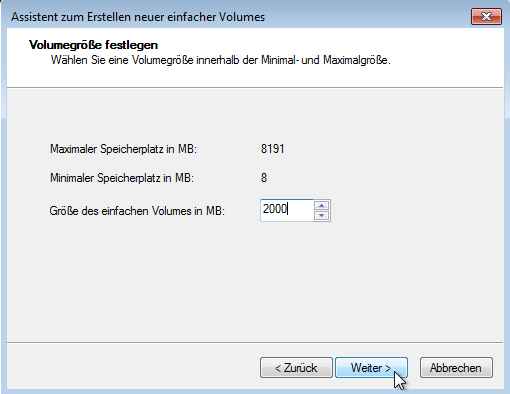 Assistent zum Erstellen neuer einfacher Volumes
Volumegröße festlegen
Wählen Sie eine Volumegröße innerhalb der Minimal- und Maximalgröße.
Maximaler Speicherplatz in MB: 8191
Minimaler Speicherplatz in MB: 8
Größe des einfachen Volumes in MB: 2000
< Zurück Weiter > Abbrechen